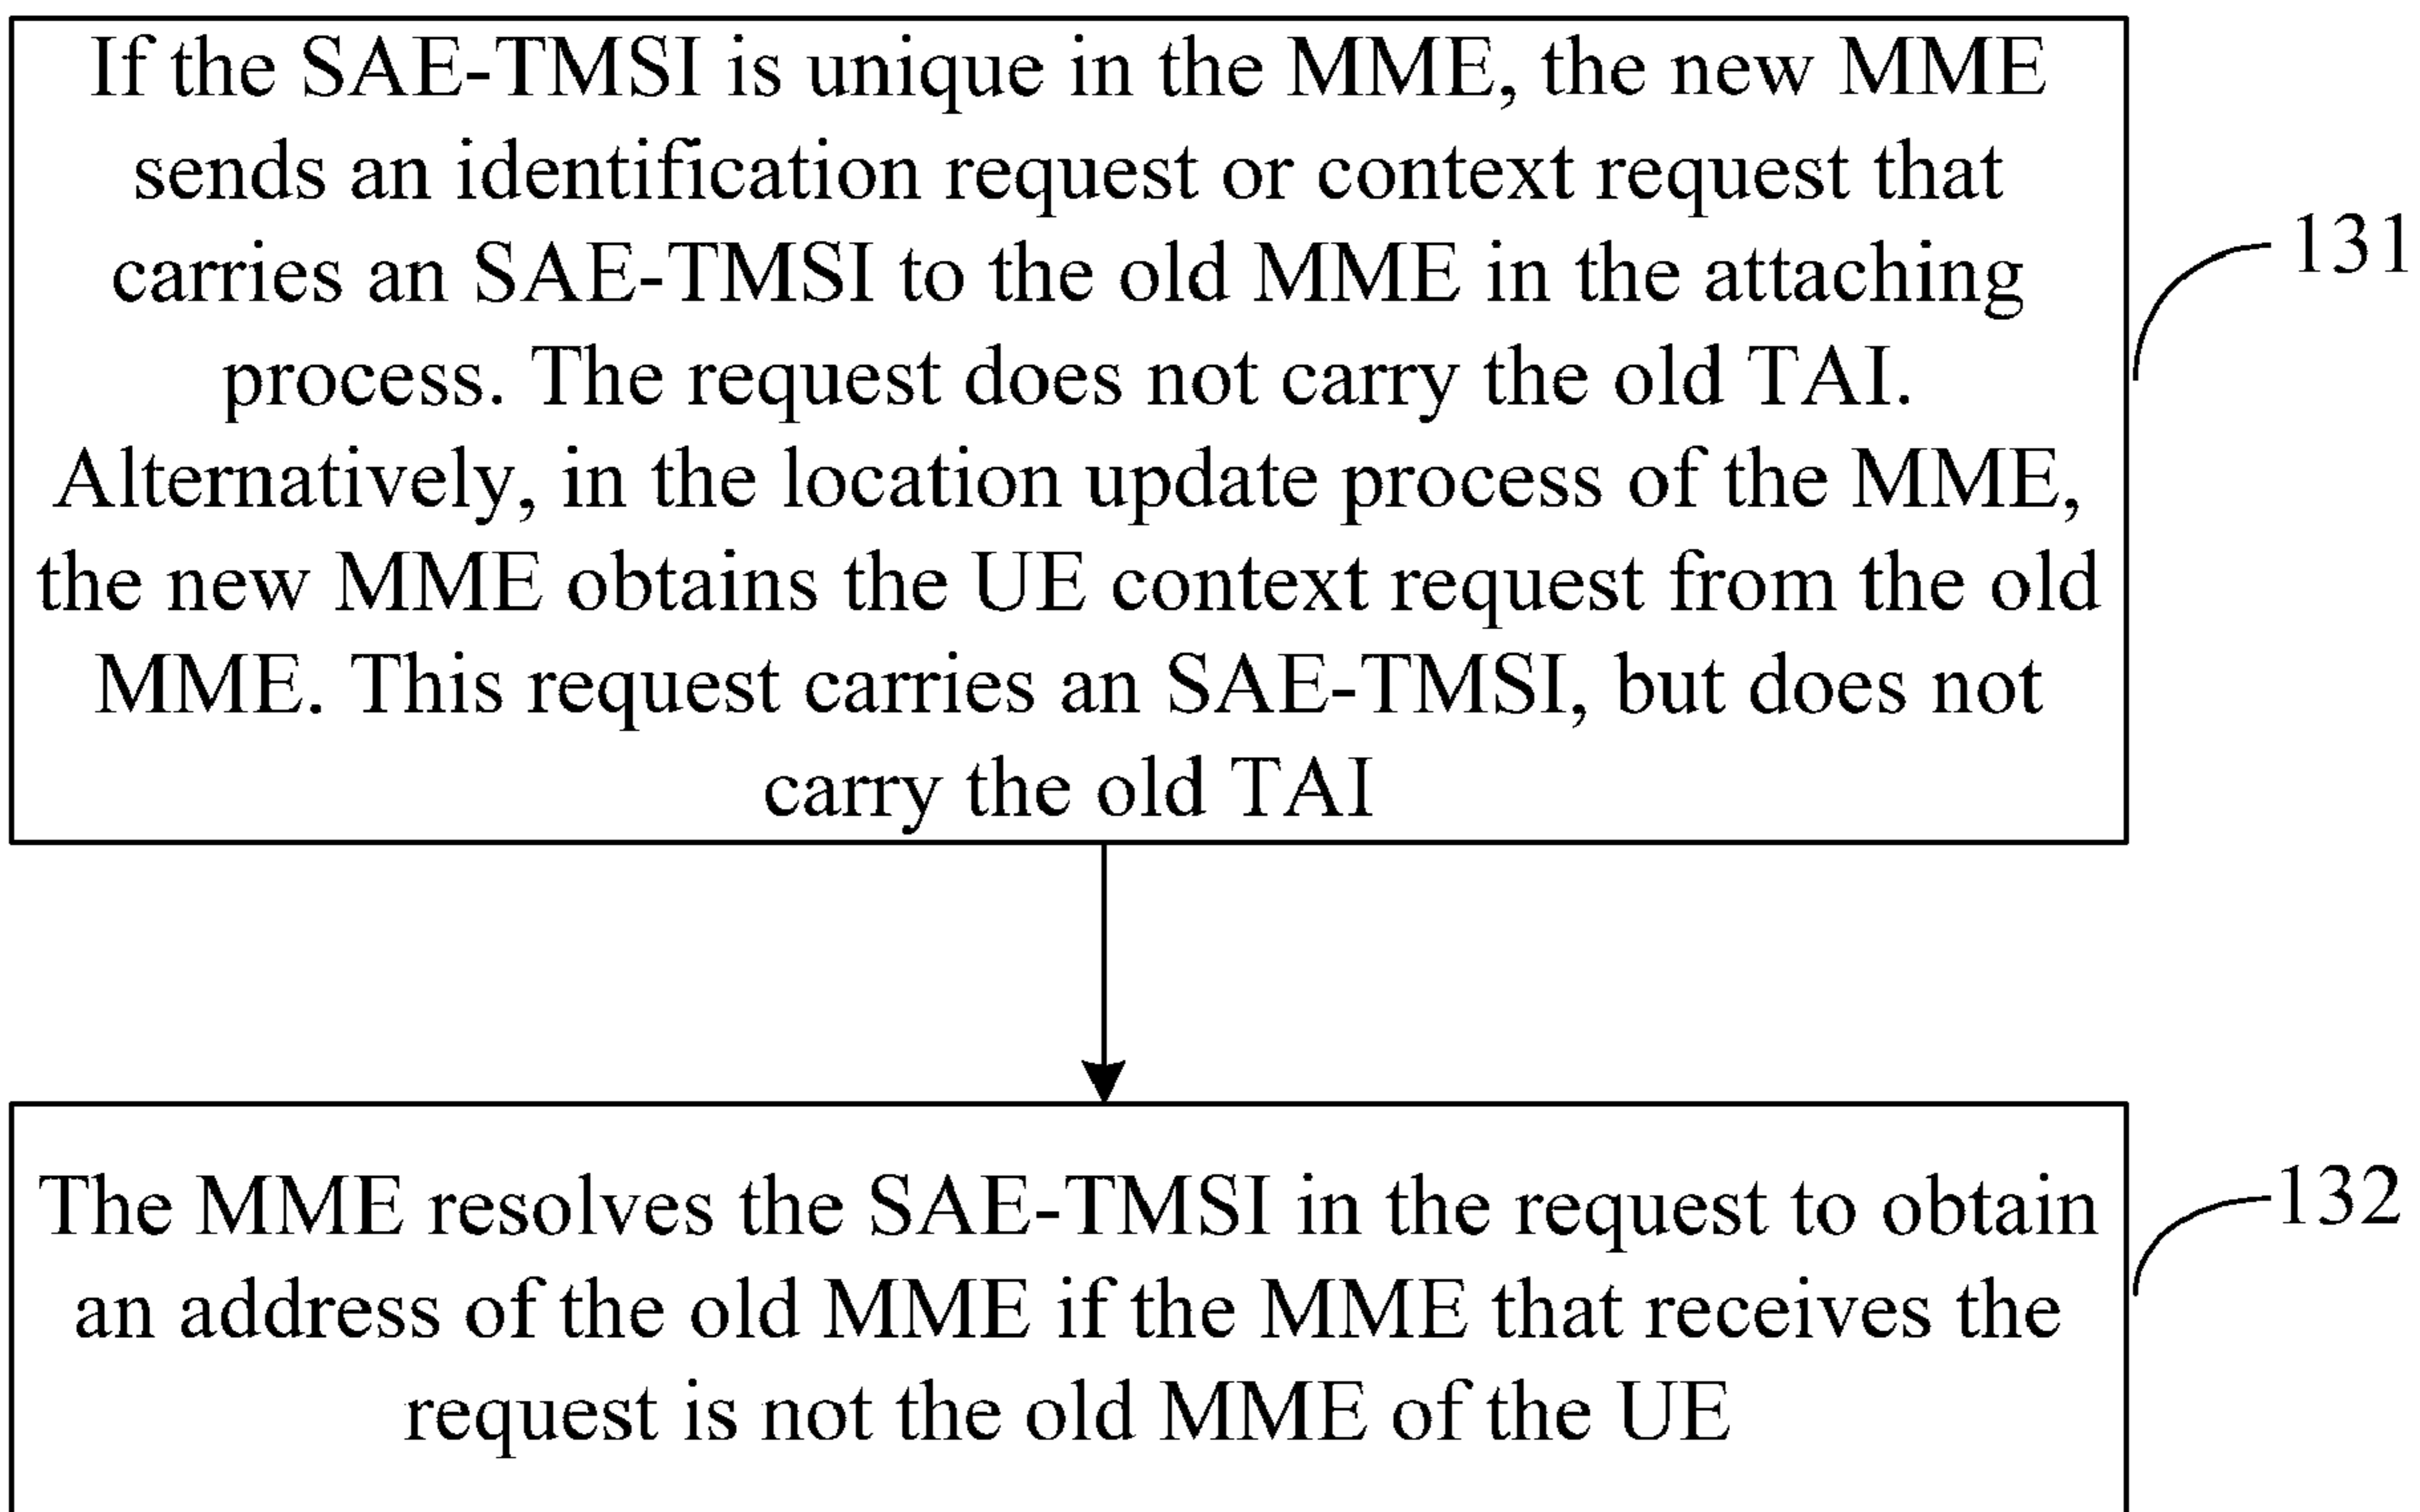 If the SAE-TMSI is unique in the MME, the new MME
sends an identification request or context request that
carries an SAE-TMSI to the old MME in the attaching
process. The request does not carry the old TAI.
Alternatively, in the location update process of the MME,
the new MME obtains the UE context request from the old
MME. This request carries an SAE-TMSI, but does not
carry the old TAI
131
The MME resolves the SAE-TMSI in the request to obtain
an address of the old MME if the MME that receives the
request is not the old MME of the UE
132